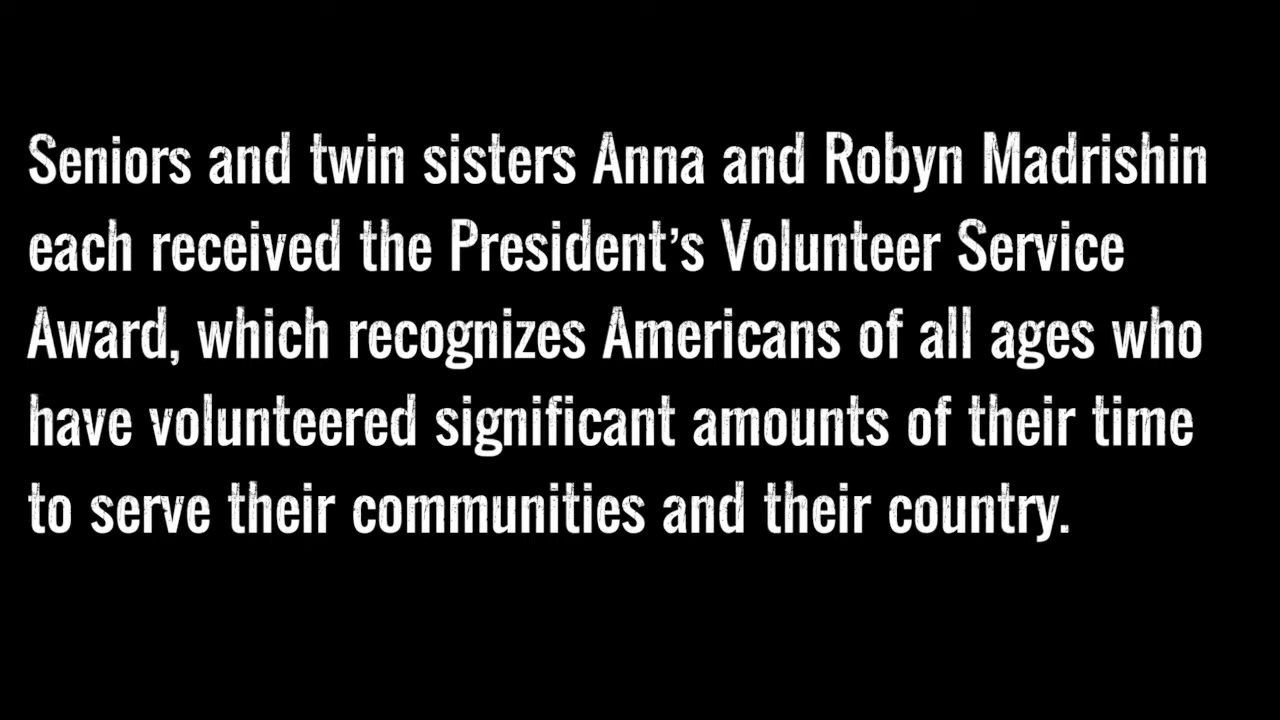 Seniors and twin sisters Anna and Robyn Madrishin
each received the President’s Volunteer Service
Award, which recognizes Americans of all ages who
have volunteered significant amounts of their time
to serve their communities and their country.